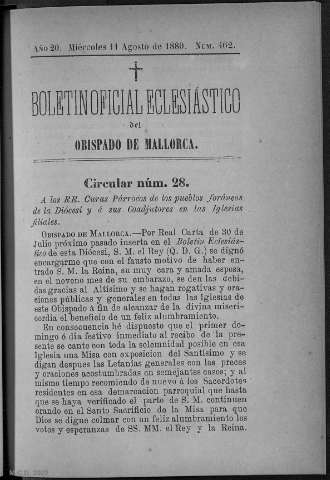 AÑO 20. Miércoles 11 Agosto de 1880. NUM. 462.
BOLETIN OFICIAL ECLESIÁSTICO
del
OBISPADO DE MALLORCA.
Circular núm. 28.
A los RR. Curas Párrocos de los pueblos foráneos
de la Diócesi y á sus Coadjutores en las Iglesias
filiales.
OBISPADO DE MALLORCA.—Por Real Carta de 30 de
Julio próximo pasado inserta en el Boletin Eclesiás-
tico de esta Diócesi, S. M. el Rey (Q. D. G.) se dignó
encargarme que con el fausto motivo de haber en-
trado S. M. la Reina, su muy cara y amada esposa,
en el noveno mes de su embarazo, se den las debi-
das gracias al Altísimo y se hagan rogativas y ora-
ciones públicas y generales en todas las Iglesias de
este Obispado á fin de alcanzar de la divina miseri-
cordia el beneficio de un feliz alumbramiento.
En consecuencia hé dispuesto que el primer do-
mingo ó dia festivo inmediato al recibo de la pre-
sente se cante con toda la solemnidad posible en esa
Iglesia una Misa con exposicion del Santísimo y se
digan despues las Letanías generales con las preces
y oraciones acostumbradas en semejantes casos; y al
mismo tiempo recomiendo de nuevo á los Sacerdotes
residentes en esa demarcacion parroquial que hasta
que se haya verificado el parto de S. M. continuen
orando en el Santo Sacrificio de la Misa para que
Dios se digne colmar con un feliz alumbramiento los
los votos y esperanzas de SS. MM. el Rey y la Reina.